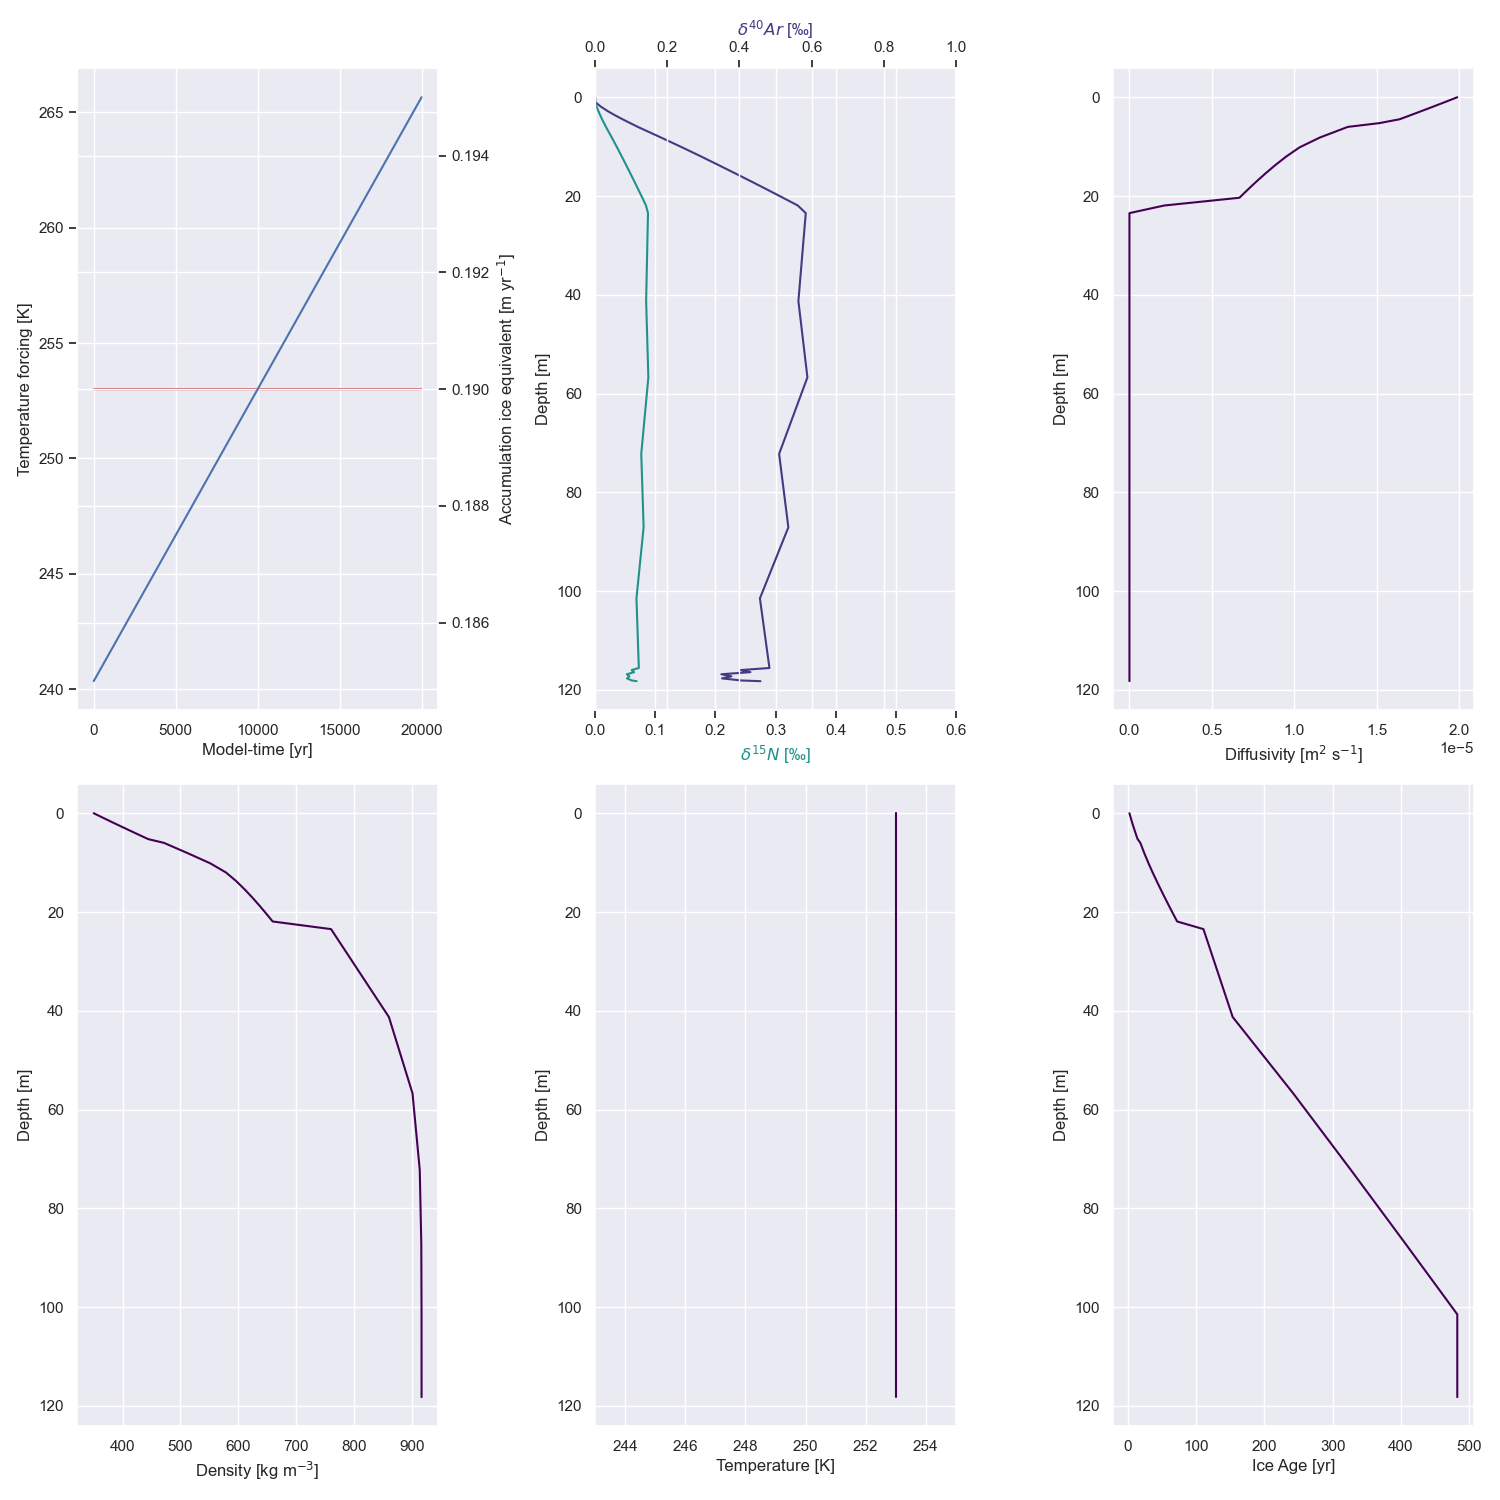 δ⁴⁰Ar [‰]
0.0 0.2 0.4 0.6 0.8 1.0
Temperature forcing [K]
265
260
255
250
245
240
0 5000 10000 15000 20000
Model-time [yr]
0.194
0.192
0.190
0.188
0.186
Accumulation ice equivalent [m yr⁻¹]
Depth [m]
0
20
40
60
80
100
120
0.0 0.1 0.2 0.3 0.4 0.5 0.6
δ¹⁵N [‰]
Depth [m]
0
20
40
60
80
100
120
0.0 0.5 1.0 1.5 2.0
1e−5
Diffusivity [m² s⁻¹]
Depth [m]
0
20
40
60
80
100
120
400 500 600 700 800 900
Density [kg m⁻³]
Depth [m]
0
20
40
60
80
100
120
244 246 248 250 252 254
Temperature [K]
Depth [m]
0
20
40
60
80
100
120
0 100 200 300 400 500
Ice Age [yr]